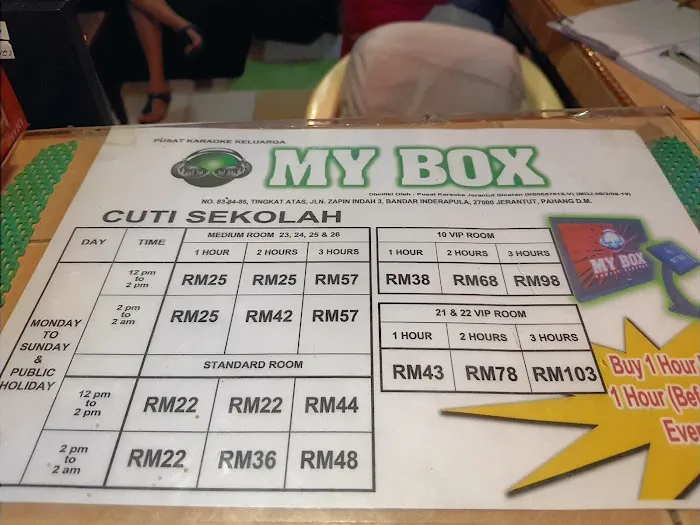 PUSAT KARAOKE KELUARGA
MY BOX
NO. 83-84-85, TINGKAT ATAS, JLN. ZAPIN INDAH 3, BANDAR INDERAPULA, 27000 JERANTUT, PAHANG D.M.
CUTI SEKOLAH
DAY TIME MEDIUM ROOM 23, 24, 25 & 26
1 HOUR 2 HOURS 3 HOURS
12 pm to 2 pm RM25 RM25 RM57
2 pm to 2 am RM25 RM42 RM57
MONDAY
TO
SUNDAY
&
PUBLIC
HOLIDAY
STANDARD ROOM
12 pm to 2 pm RM22 RM22 RM44
2 pm to 2 am RM22 RM36 RM48
10 VIP ROOM
1 HOUR 2 HOURS 3 HOURS
RM38 RM68 RM98
21 & 22 VIP ROOM
1 HOUR 2 HOURS 3 HOURS
RM43 RM78 RM103
MY BOX
Buy 1 Hour
1 Hour (Bef
Ever